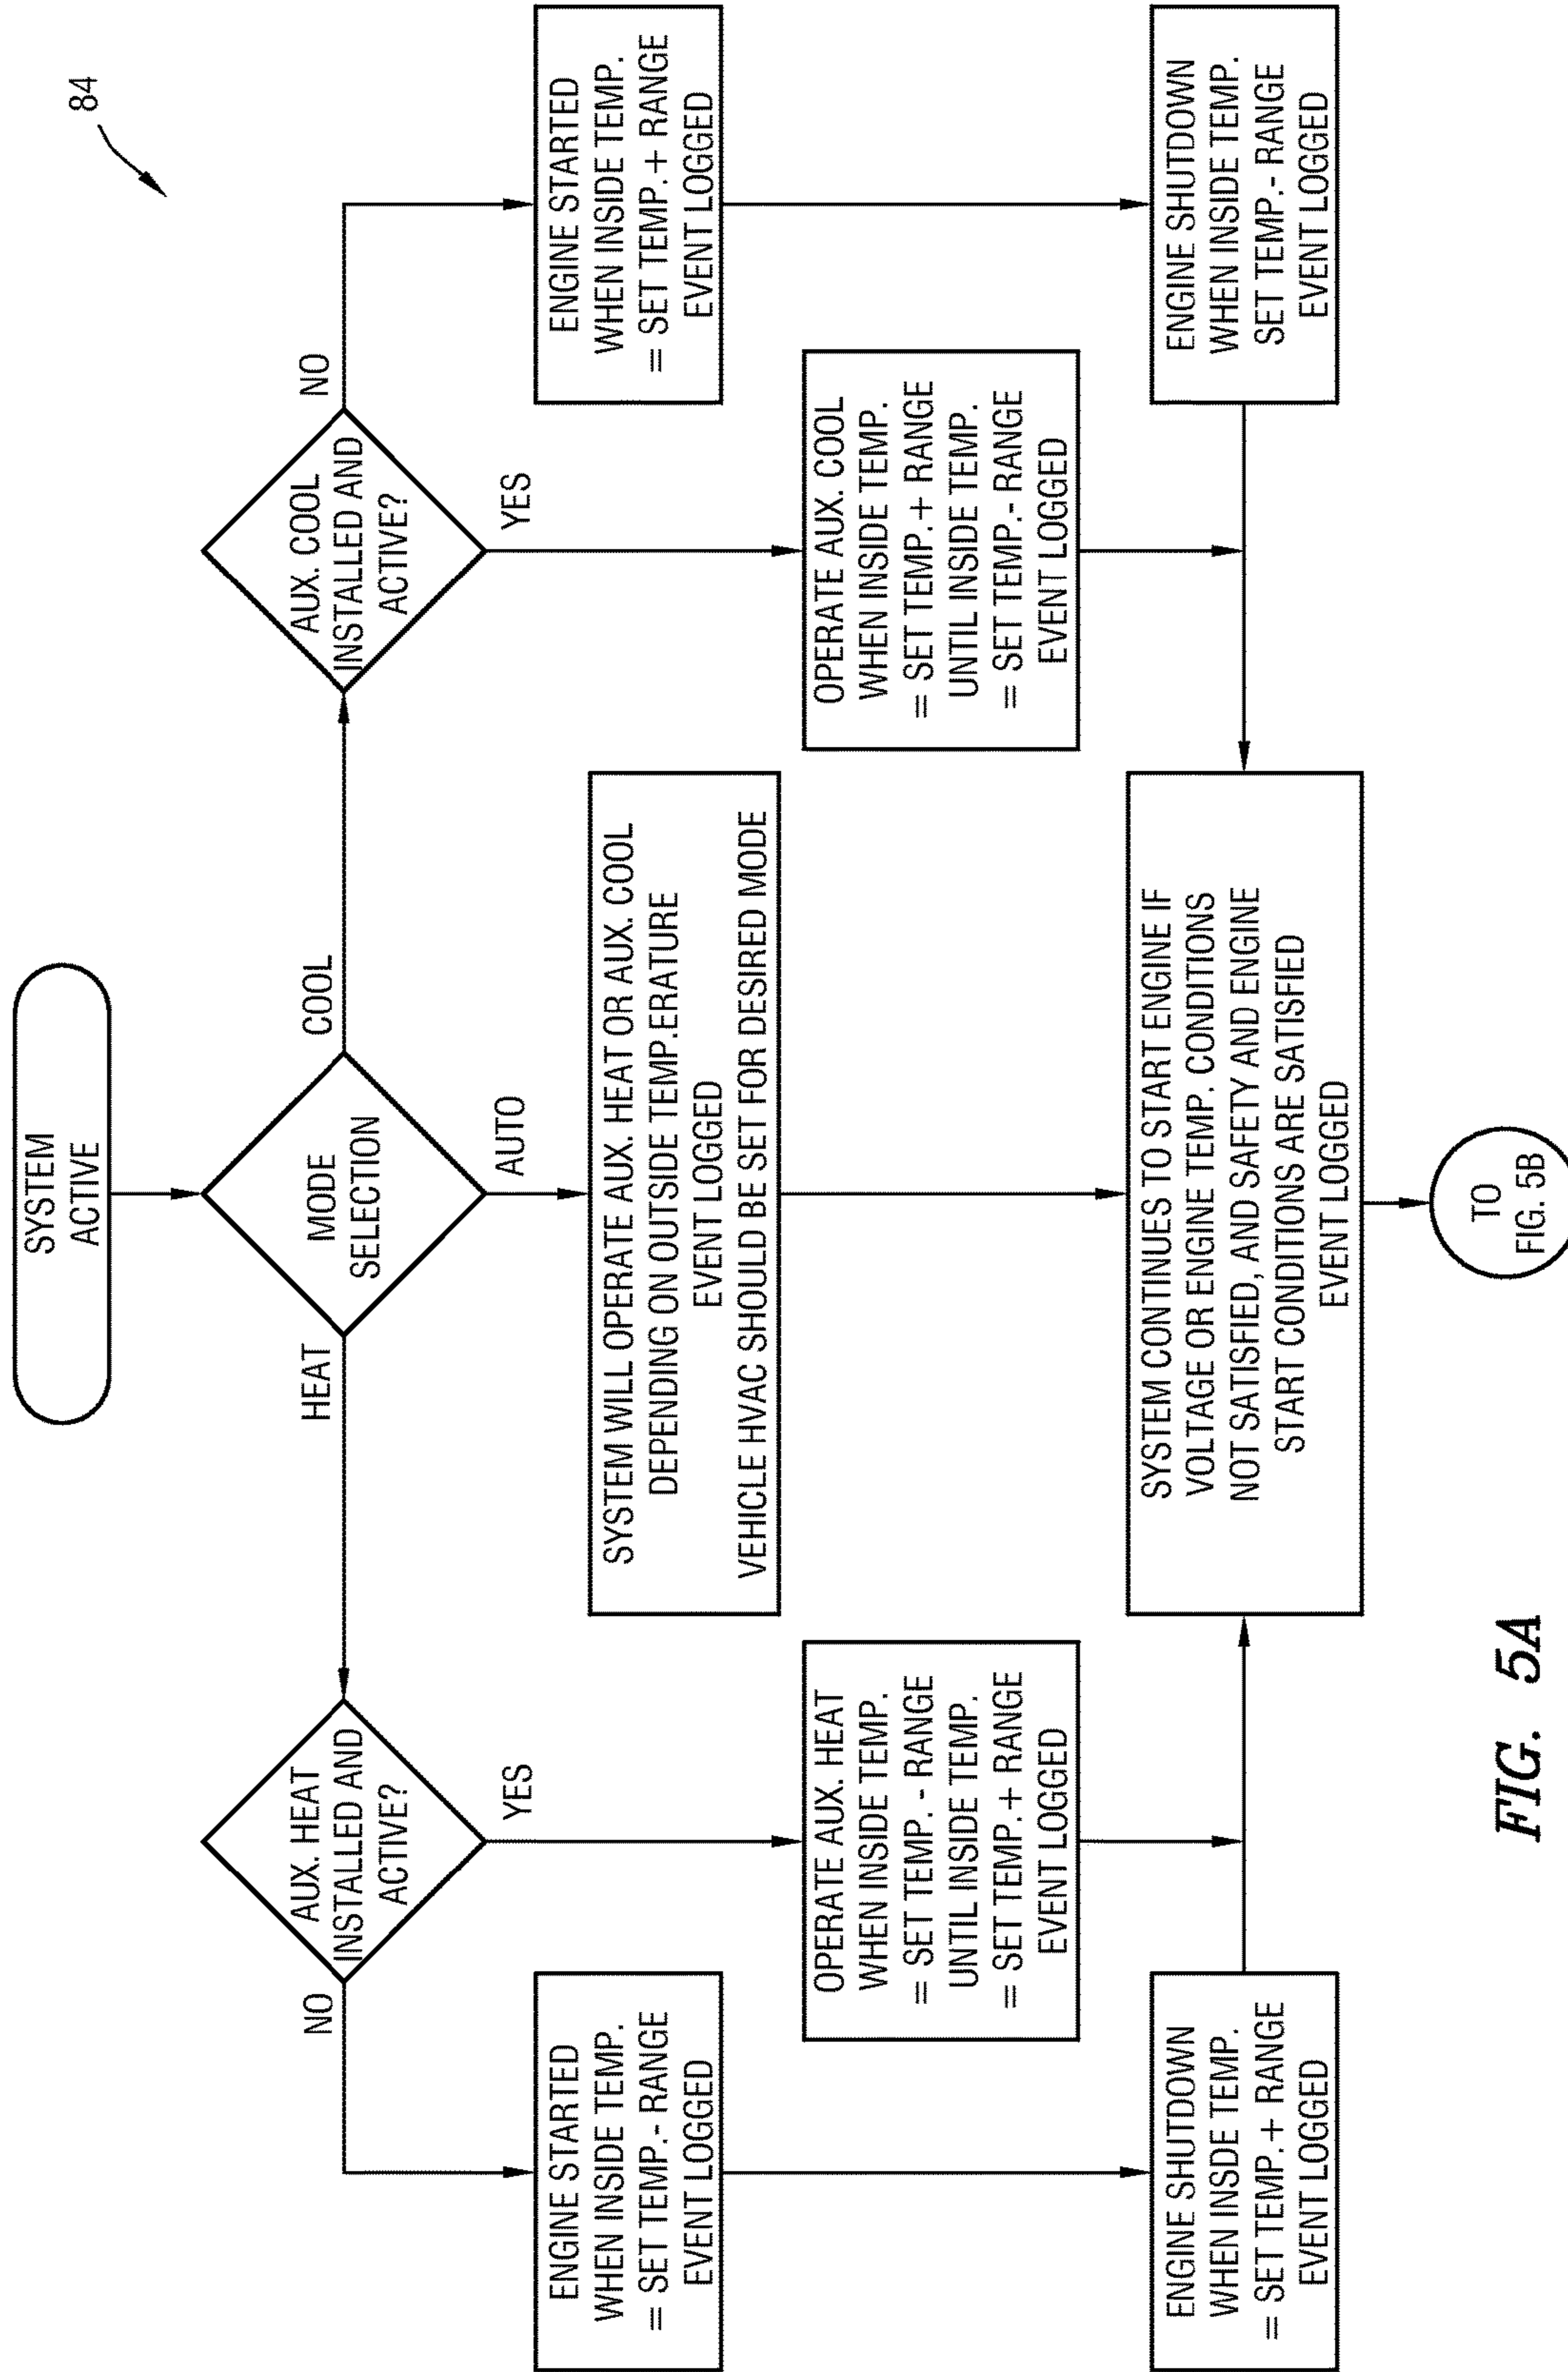 84
SYSTEM
ACTIVE
MODE
SELECTION
HEAT
COOL
AUTO
AUX. HEAT
INSTALLED AND
ACTIVE?
NO
YES
AUX. COOL
INSTALLED AND
ACTIVE?
YES
NO
ENGINE STARTED
WHEN INSIDE TEMP.
= SET TEMP.- RANGE
EVENT LOGGED
SYSTEM WILL OPERATE AUX. HEAT OR AUX. COOL
DEPENDING ON OUTSIDE TEMP.ERATURE
EVENT LOGGED
VEHICLE HVAC SHOULD BE SET FOR DESIRED MODE
ENGINE STARTED
WHEN INSIDE TEMP.
= SET TEMP.+ RANGE
EVENT LOGGED
OPERATE AUX. HEAT
WHEN INSIDE TEMP.
= SET TEMP. - RANGE
UNTIL INSIDE TEMP.
= SET TEMP.+ RANGE
EVENT LOGGED
OPERATE AUX. COOL
WHEN INSIDE TEMP.
= SET TEMP.+ RANGE
UNTIL INSIDE TEMP.
= SET TEMP.- RANGE
EVENT LOGGED
ENGINE SHUTDOWN
WHEN INSDE TEMP.
= SET TEMP.+ RANGE
EVENT LOGGED
SYSTEM CONTINUES TO START ENGINE IF
VOLTAGE OR ENGINE TEMP. CONDITIONS
NOT SATISFIED, AND SAFETY AND ENGINE
START CONDITIONS ARE SATISFIED
EVENT LOGGED
ENGINE SHUTDOWN
WHEN INSIDE TEMP.
SET TEMP.- RANGE
EVENT LOGGED
TO
FIG. 5B
FIG. 5A